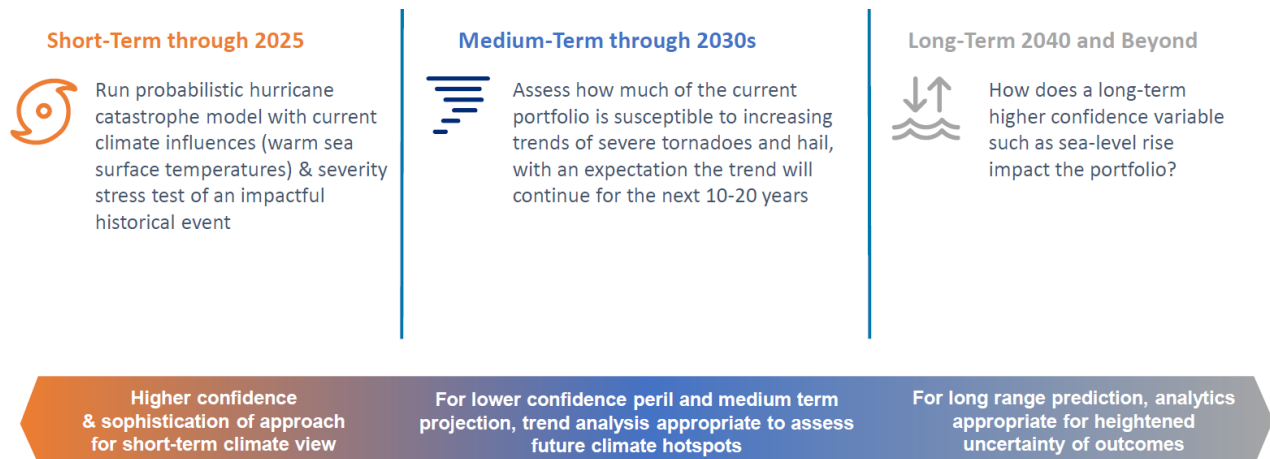 Short-Term through 2025
Run probabilistic hurricane
catastrophe model with current
climate influences (warm sea
surface temperatures) & severity
stress test of an impactful
historical event
Medium-Term through 2030s
Assess how much of the current
portfolio is susceptible to increasing
trends of severe tornadoes and hail,
with an expectation the trend will
continue for the next 10-20 years
Long-Term 2040 and Beyond
How does a long-term
higher confidence variable
such as sea-level rise
impact the portfolio?
Higher confidence
& sophistication of approach
for short-term climate view
For lower confidence peril and medium term
projection, trend analysis appropriate to assess
future climate hotspots
For long range prediction, analytics
appropriate for heightened
uncertainty of outcomes